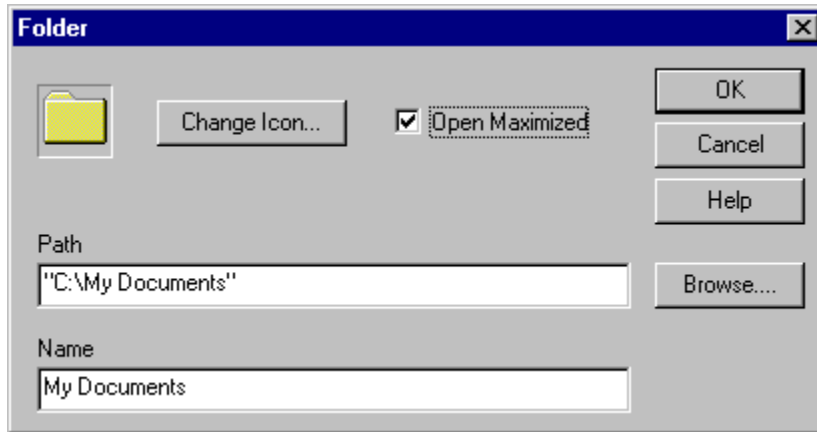 Folder
Change Icon...
Open Maximized
OK
Cancel
Help
Path
"C:\My Documents"
Browse....
Name
My Documents